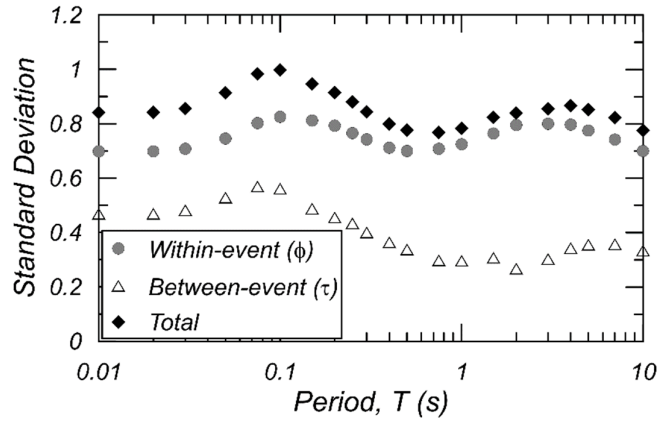 1.2
1
0.8
0.6
0.4
0.2
0
Standard Deviation
Within-event (ϕ)
Between-event (τ)
Total
0.01 0.1 1 10
Period, T (s)